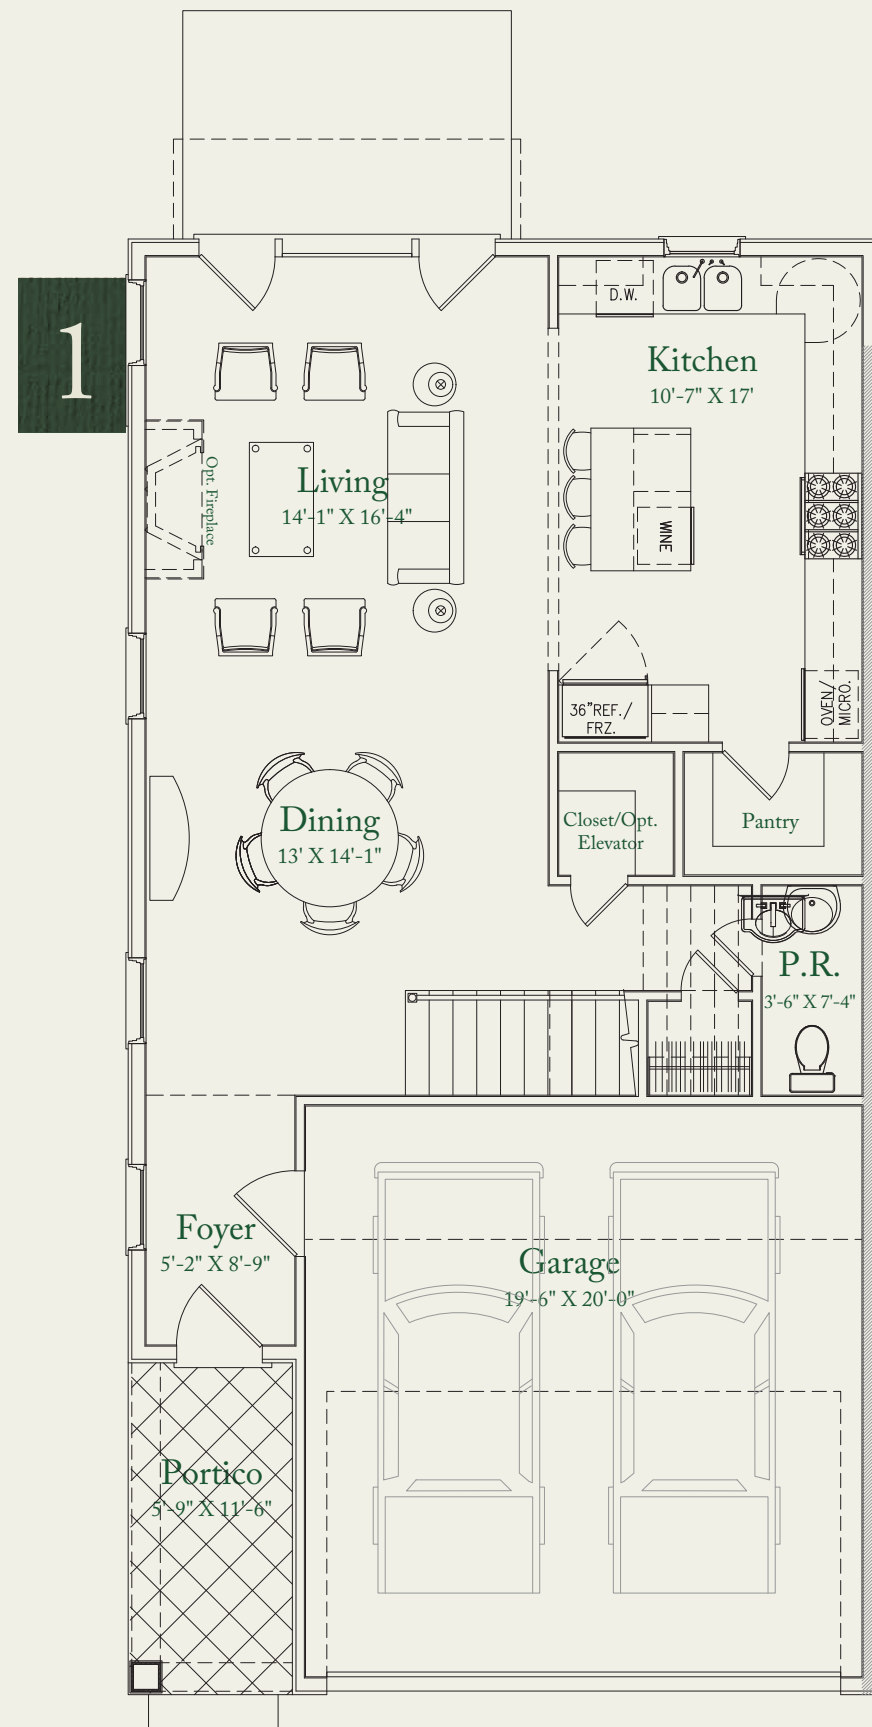 1
D.W.
Kitchen
10'-7" X 17'
Opt. Fireplace
Living
14'-1" X 16'-4"
WINE
36"REF./
FRZ.
OVEN/
MICRO.
Dining
13' X 14'-1"
Closet/Opt.
Elevator
Pantry
P.R.
3'-6" X 7'-4"
Foyer
5'-2" X 8'-9"
Garage
19'-6" X 20'-0"
Portico
5'-9" X 11'-6"